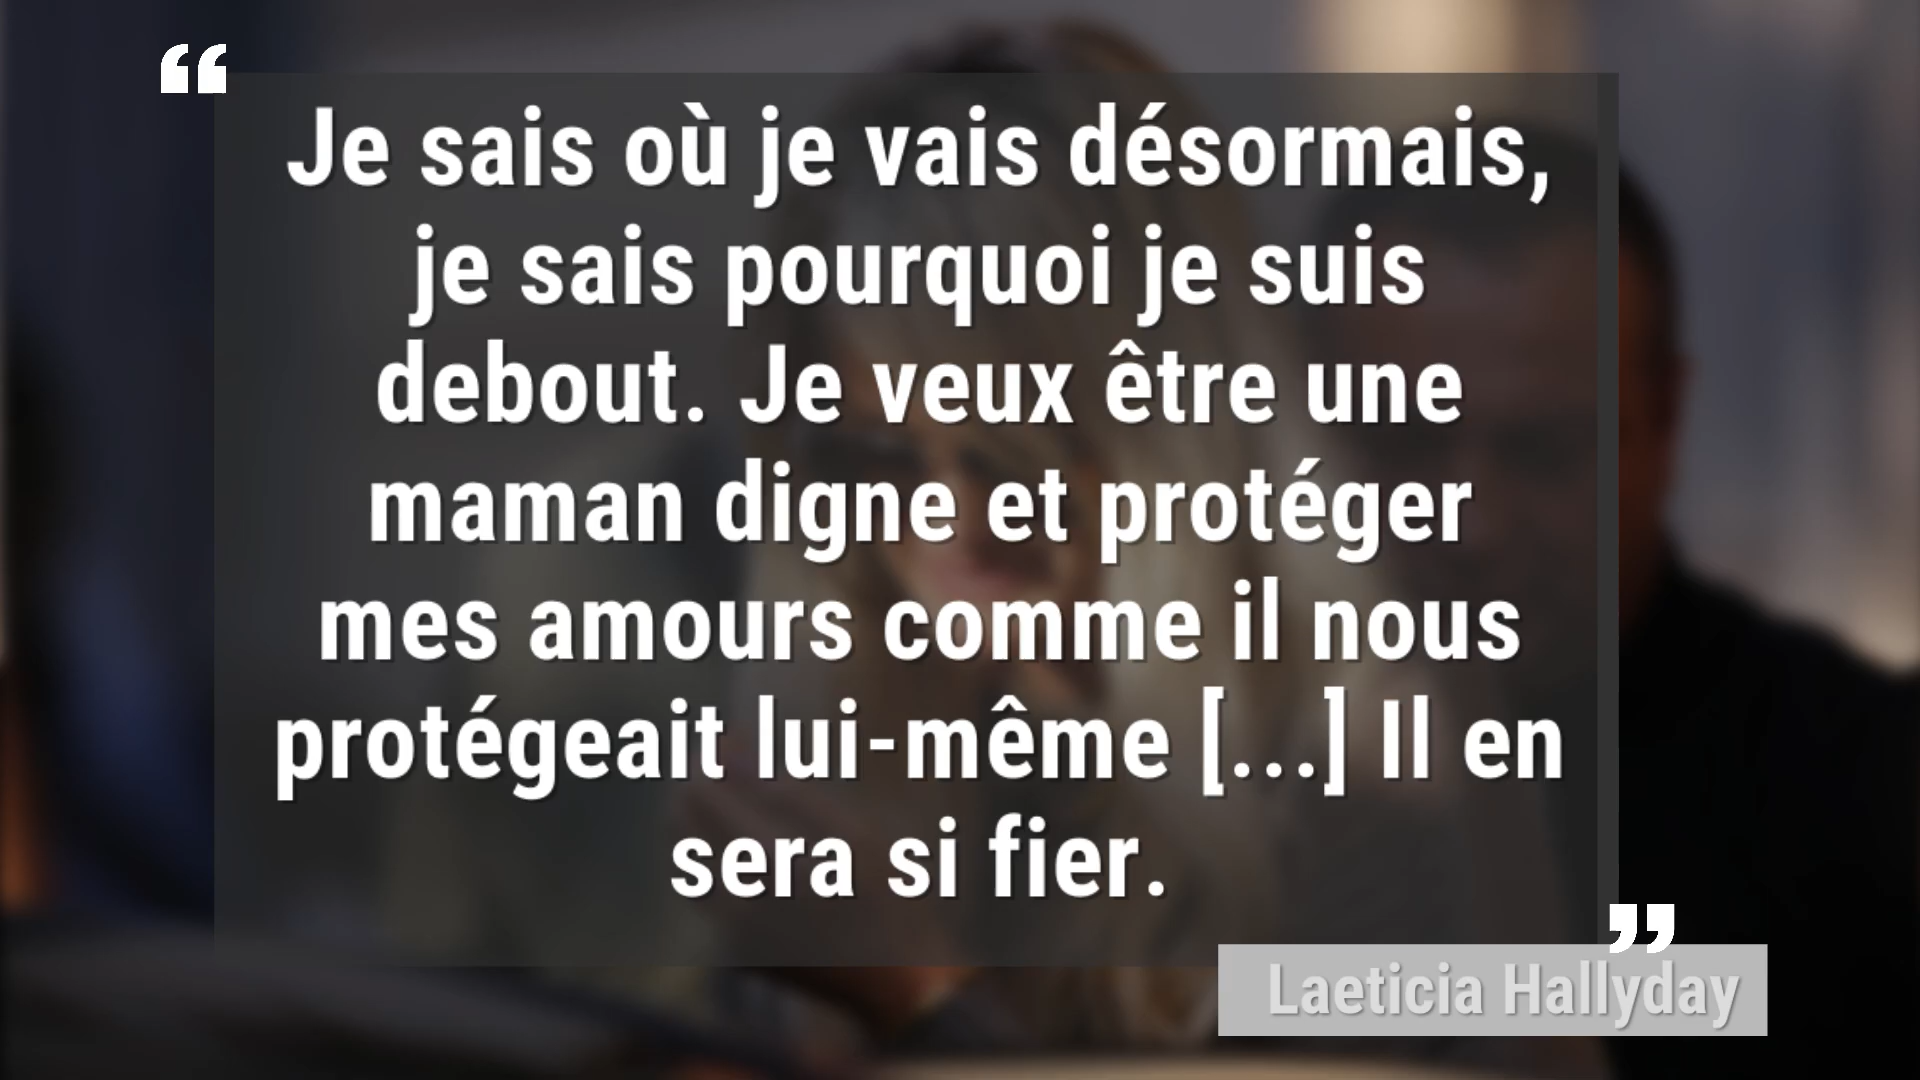 “
Je sais où je vais désormais,
je sais pourquoi je suis
debout. Je veux être une
maman digne et protéger
mes amours comme il nous
protégeait lui-même [...] Il en
sera si fier.
”
Laeticia Hallyday